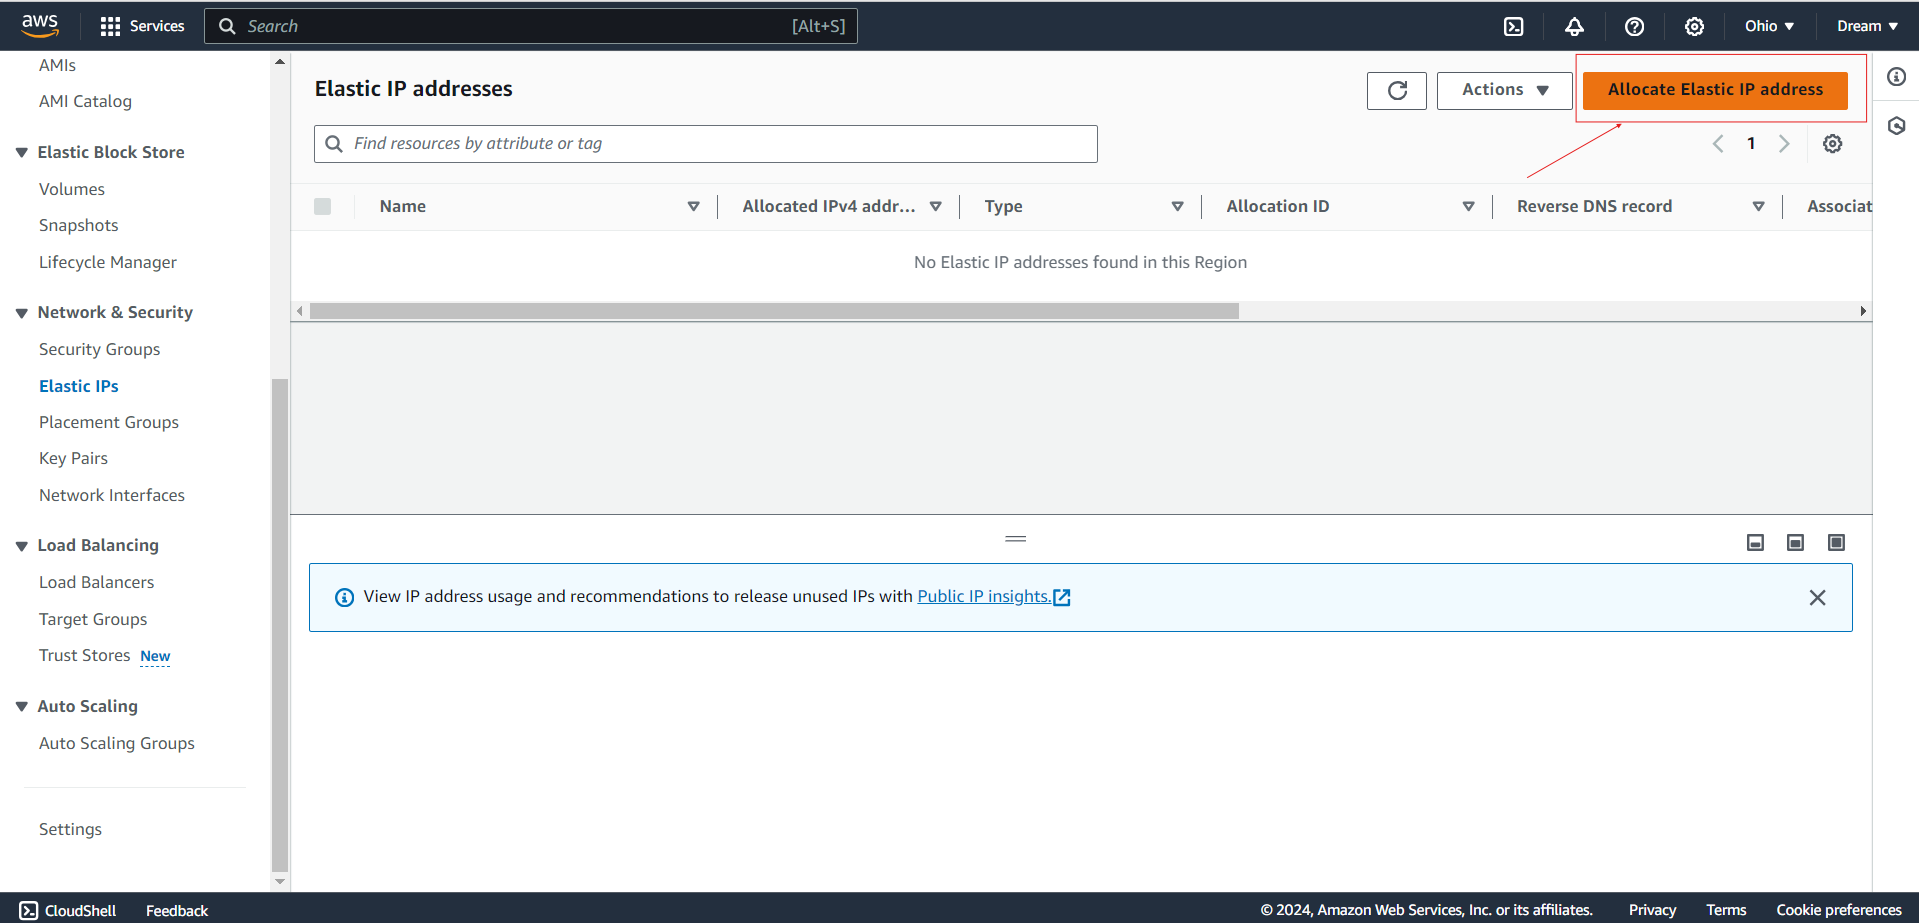 aws
Services
Search [Alt+S]
Ohio
Dream
AMIs
AMI Catalog
Elastic Block Store
Volumes
Snapshots
Lifecycle Manager
Network & Security
Security Groups
Elastic IPs
Placement Groups
Key Pairs
Network Interfaces
Load Balancing
Load Balancers
Target Groups
Trust Stores New
Auto Scaling
Auto Scaling Groups
Settings
Elastic IP addresses
Actions
Allocate Elastic IP address
Find resources by attribute or tag
1
Name Allocated IPv4 addr... Type Allocation ID Reverse DNS record Associat
No Elastic IP addresses found in this Region
View IP address usage and recommendations to release unused IPs with Public IP insights.
CloudShell Feedback © 2024, Amazon Web Services, Inc. or its affiliates. Privacy Terms Cookie preferences